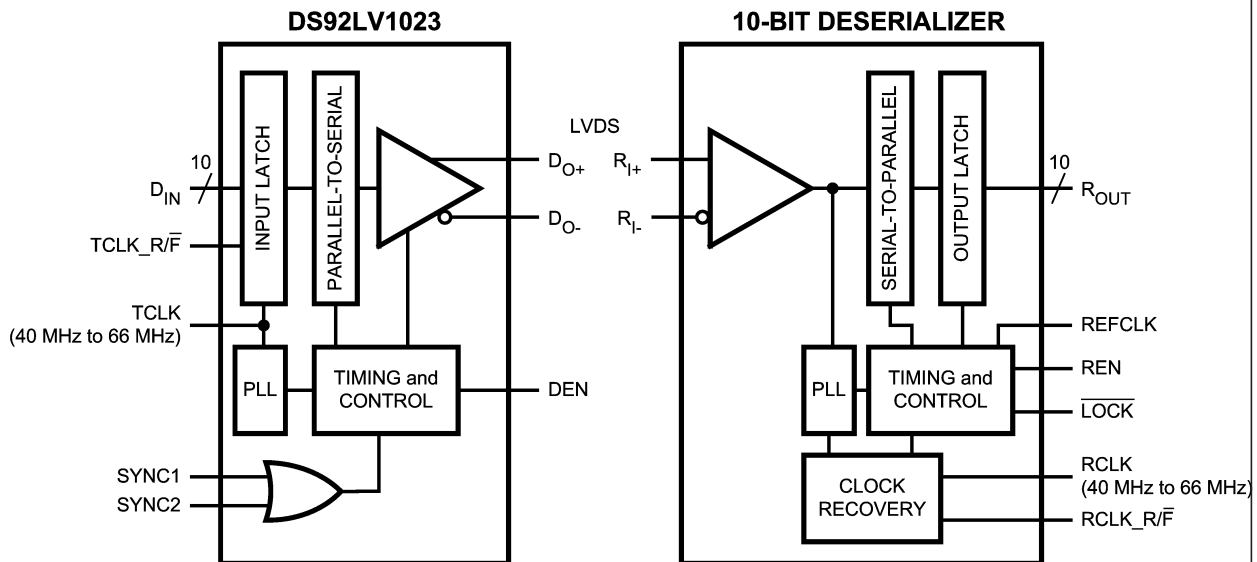 DS92LV1023
10-BIT DESERIALIZER
10
D_IN
TCLK_R/F̅
TCLK
(40 MHz to 66 MHz)
SYNC1
SYNC2
INPUT LATCH
PARALLEL-TO-SERIAL
PLL
TIMING and
CONTROL
LVDS
D_O+
D_O-
DEN
R_I+
R_I-
SERIAL-TO-PARALLEL
OUTPUT LATCH
PLL
TIMING and
CONTROL
CLOCK
RECOVERY
10
R_OUT
REFCLK
REN
L̅O̅C̅K̅
RCLK
(40 MHz to 66 MHz)
RCLK_R/F̅